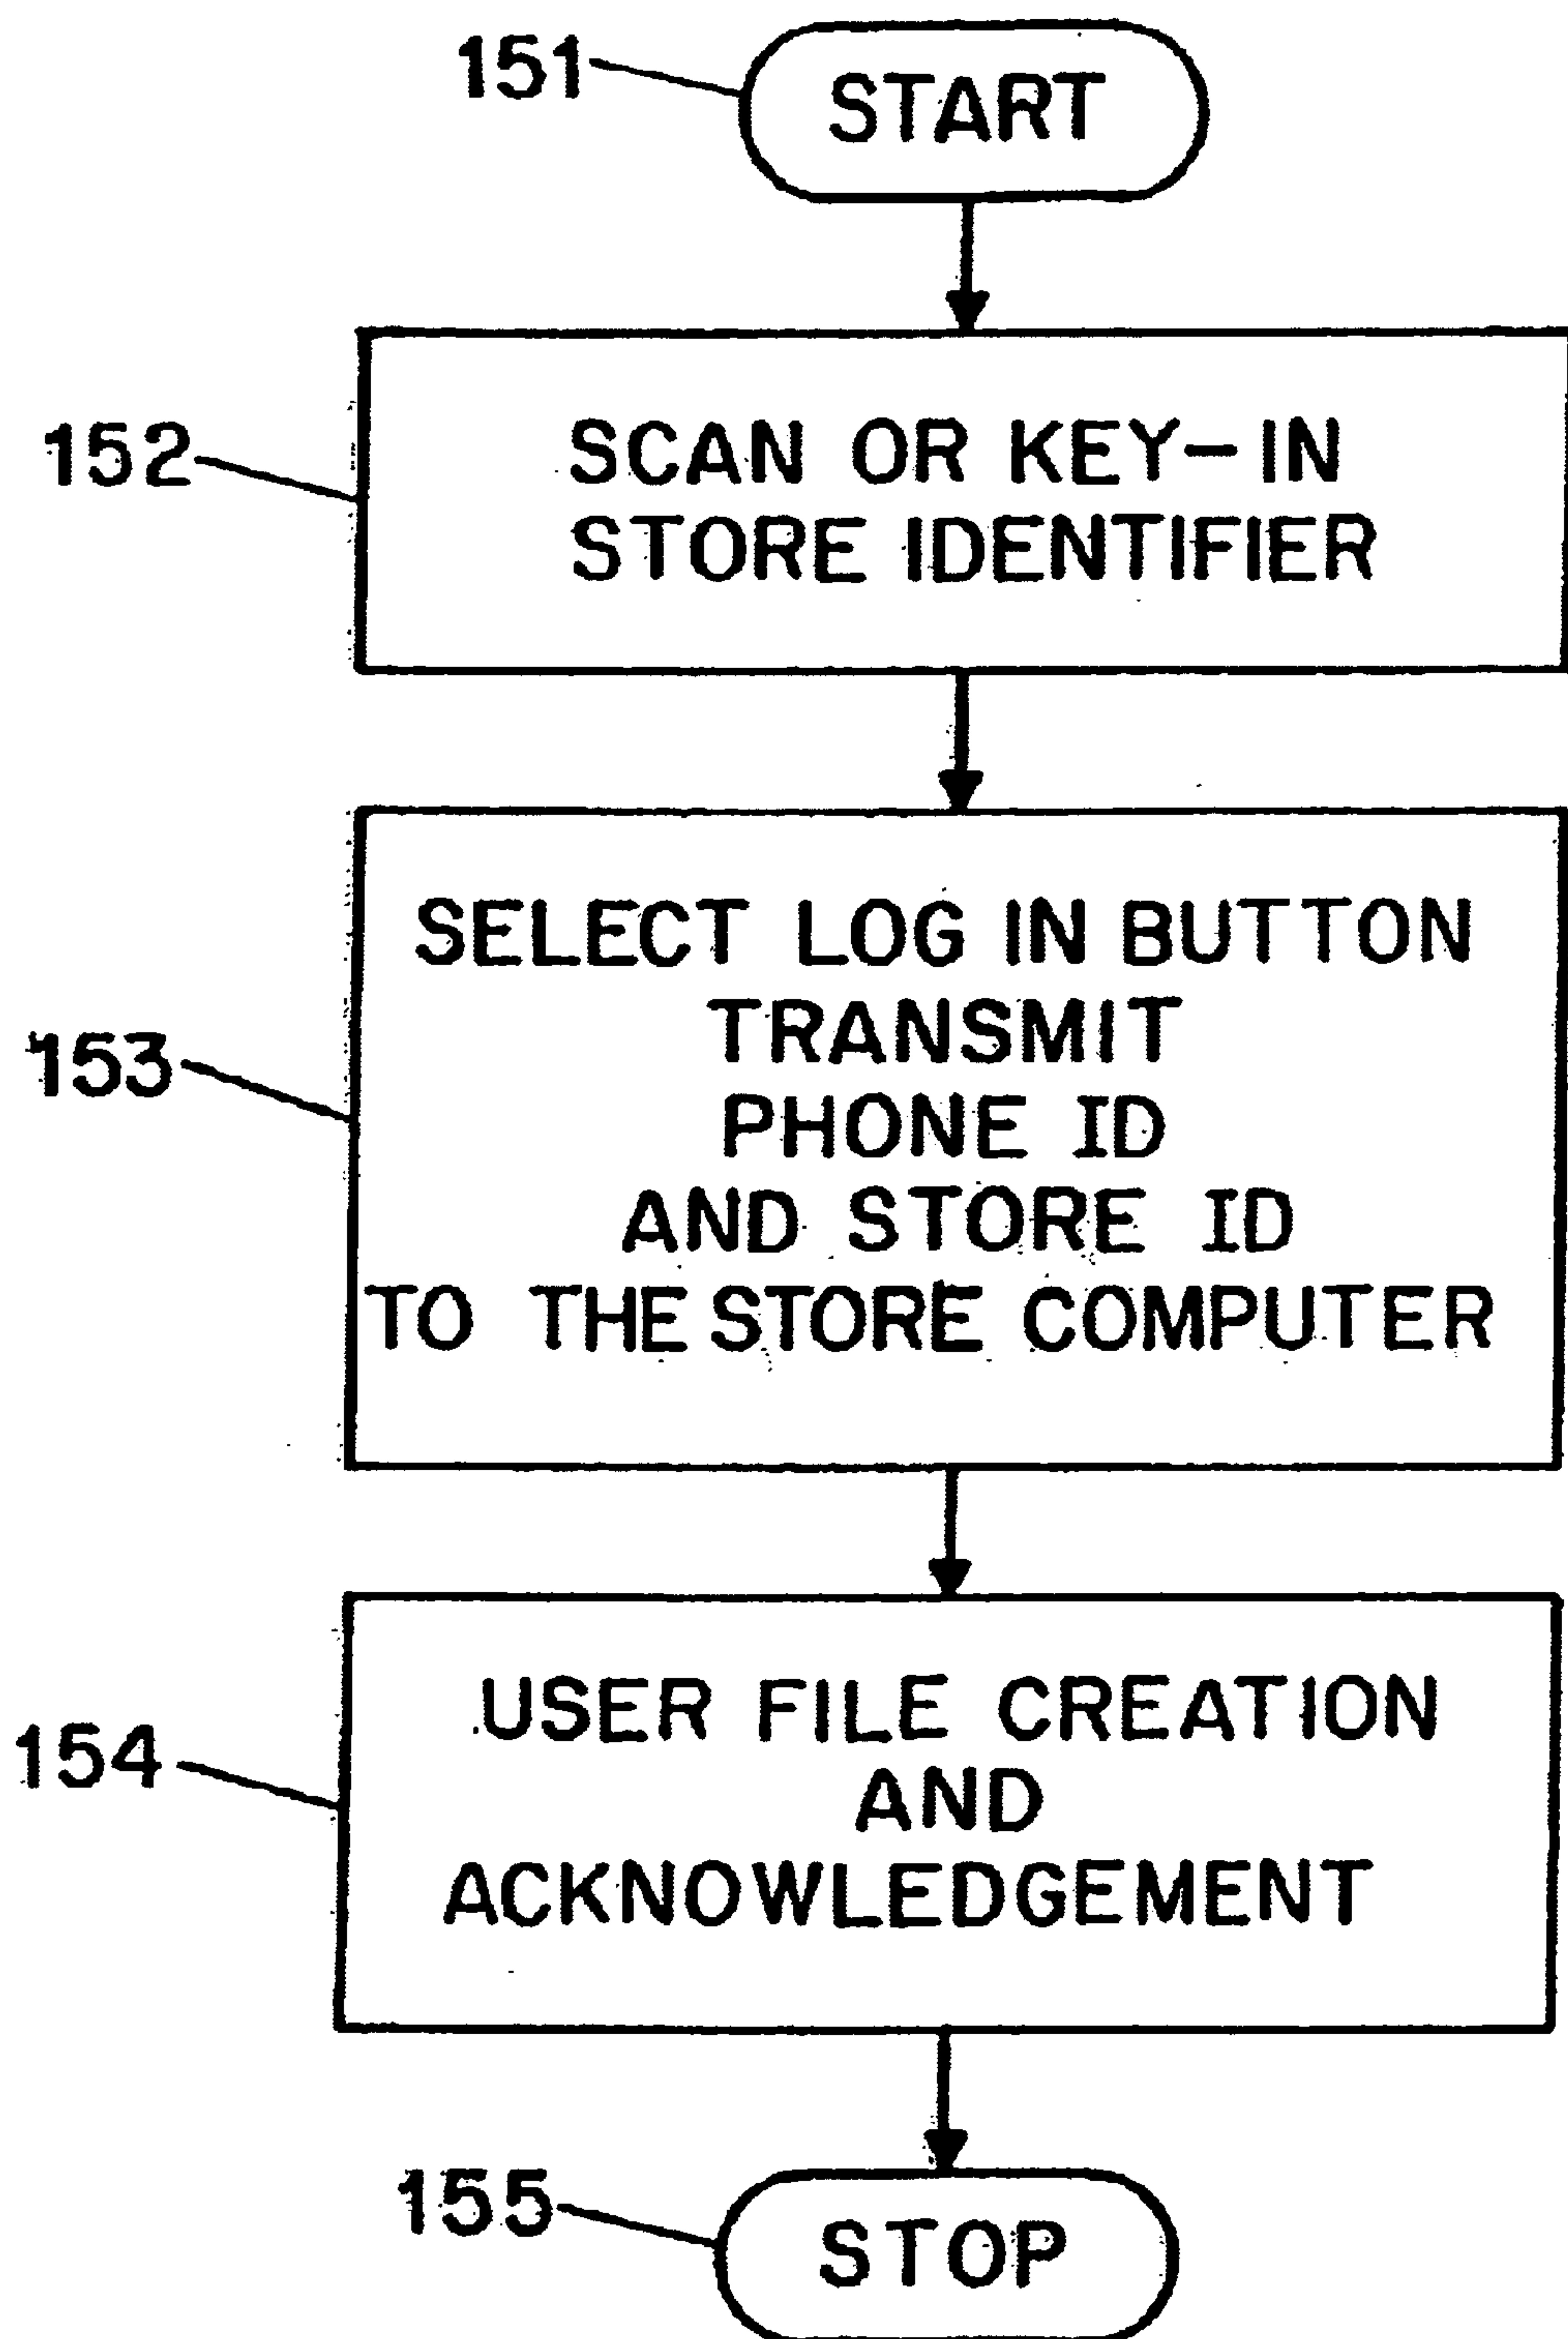 151
START
152
SCAN OR KEY-IN
STORE IDENTIFIER
153
SELECT LOG IN BUTTON
TRANSMIT
PHONE ID
AND STORE ID
TO THE STORE COMPUTER
154
USER FILE CREATION
AND
ACKNOWLEDGEMENT
155
STOP